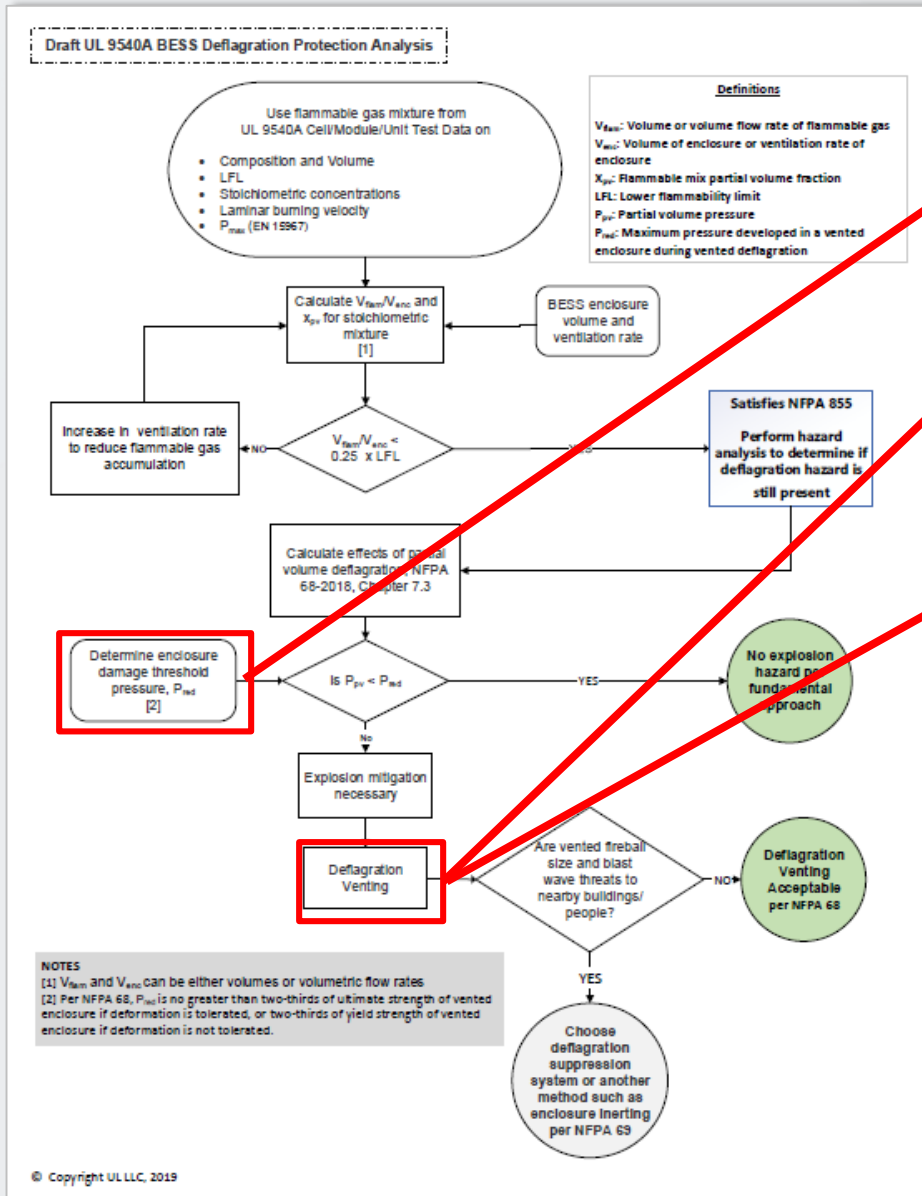 Draft UL 9540A BESS Deflagration Protection Analysis
Use flammable gas mixture from
UL 9540A Cell/Module/Unit Test Data on
• Composition and Volume
• LFL
• Stoichiometric concentrations
• Laminar burning velocity
• Pmax (EN 15967)
Definitions
Vflam: Volume or volume flow rate of flammable gas
Venc: Volume of enclosure or ventilation rate of
enclosure
Xpv: Flammable mix partial volume fraction
LFL: Lower flammability limit
Ppv: Partial volume pressure
Pred: Maximum pressure developed in a vented
enclosure during vented deflagration
Calculate Vflam/Venc and
xpv for stoichiometric
mixture
[1]
BESS enclosure
volume and
ventilation rate
Increase in ventilation rate
to reduce flammable gas
accumulation
NO
Vflam/Venc <
0.25 x LFL
YES
Satisfies NFPA 855
Perform hazard
analysis to determine if
deflagration hazard is
still present
Calculate effects of partial
volume deflagration, NFPA
68-2018, Chapter 7.3
Determine enclosure
damage threshold
pressure, Pred
[2]
Is Ppv < Pred
YES
No explosion
hazard per
fundamental
approach
No
Explosion mitigation
necessary
Deflagration
Venting
Are vented fireball
size and blast
wave threats to
nearby buildings/
people?
NO
Deflagration
Venting
Acceptable
per NFPA 68
YES
Choose
deflagration
suppression
system or another
method such as
enclosure inerting
per NFPA 69
NOTES
[1] Vflam and Venc can be either volumes or volumetric flow rates
[2] Per NFPA 68, Pred is no greater than two-thirds of ultimate strength of vented
enclosure if deformation is tolerated, or two-thirds of yield strength of vented
enclosure if deformation is not tolerated.
© Copyright UL LLC, 2019